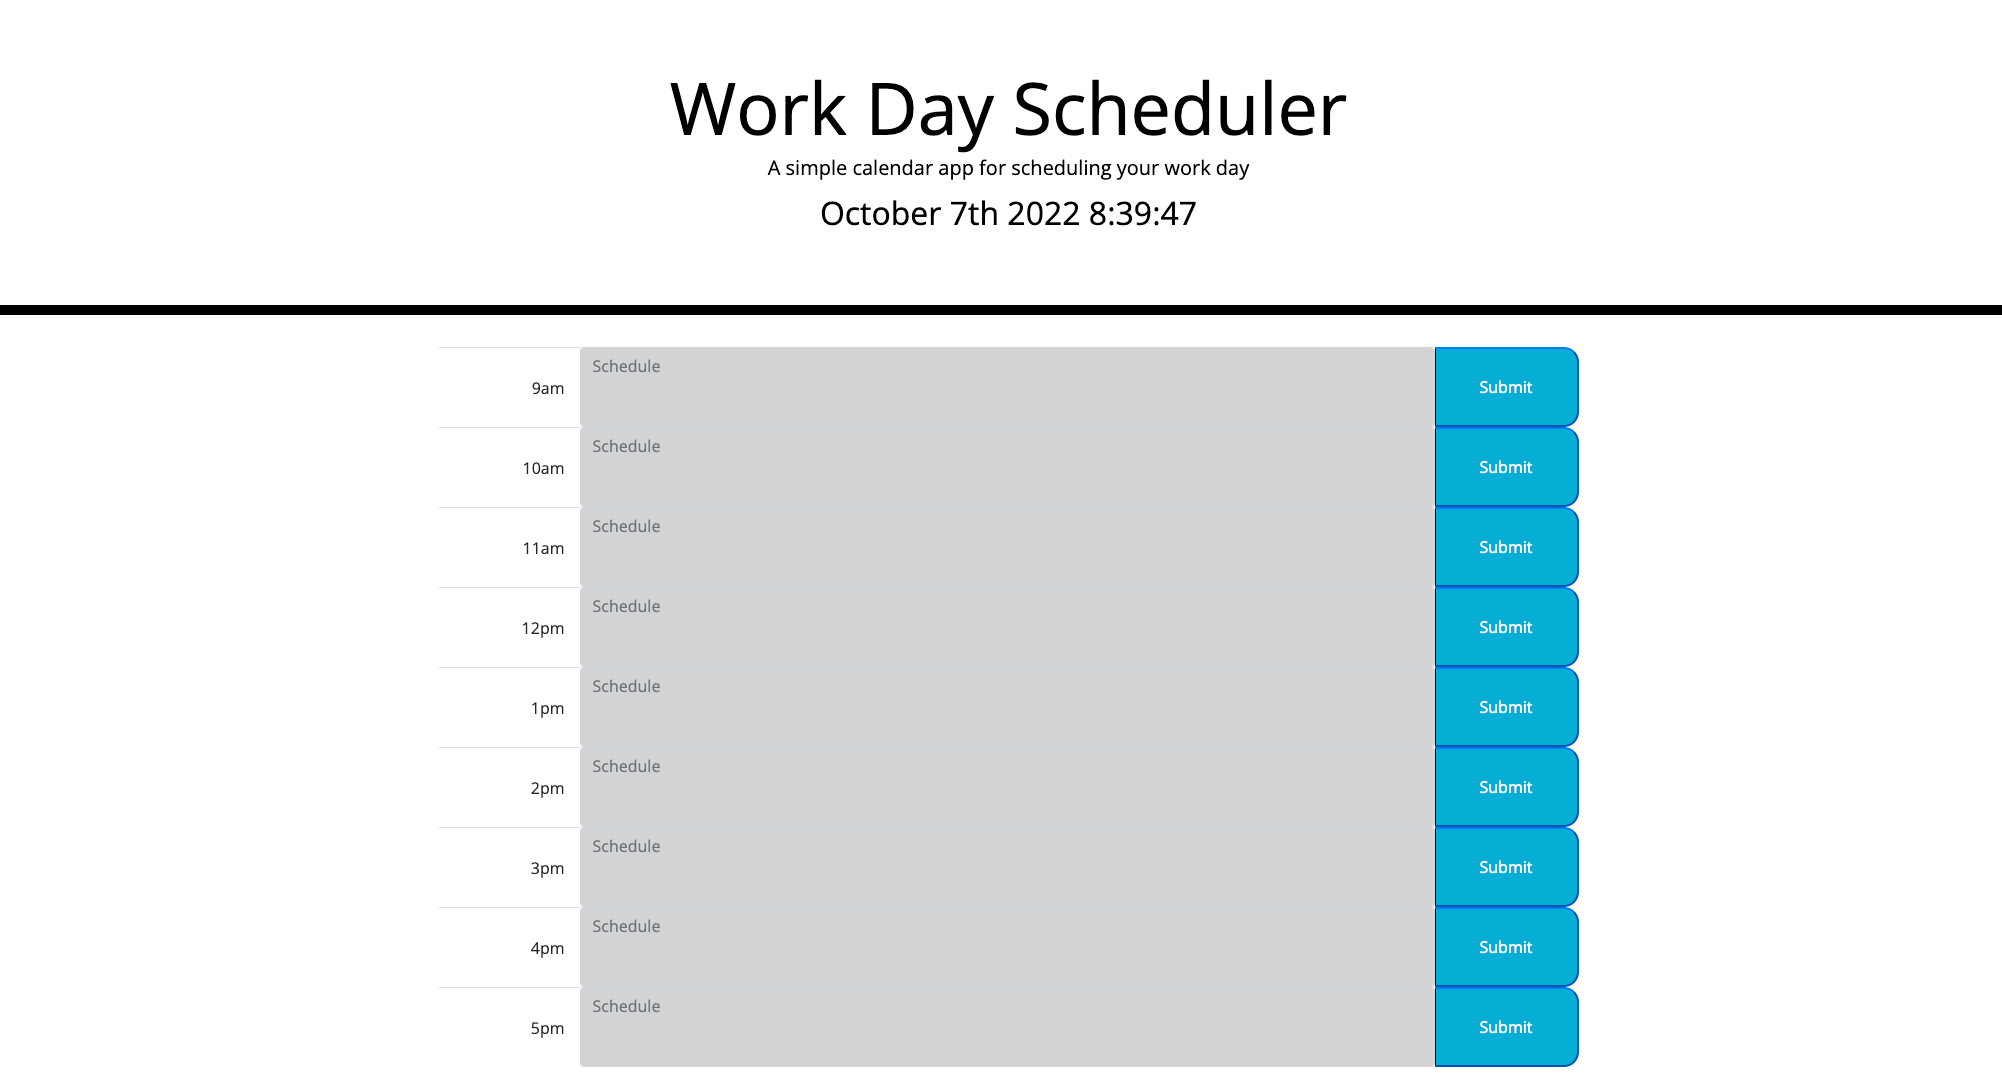 Work Day Scheduler
A simple calendar app for scheduling your work day
October 7th 2022 8:39:47
9am Schedule Submit
10am Schedule Submit
11am Schedule Submit
12pm Schedule Submit
1pm Schedule Submit
2pm Schedule Submit
3pm Schedule Submit
4pm Schedule Submit
5pm Schedule Submit